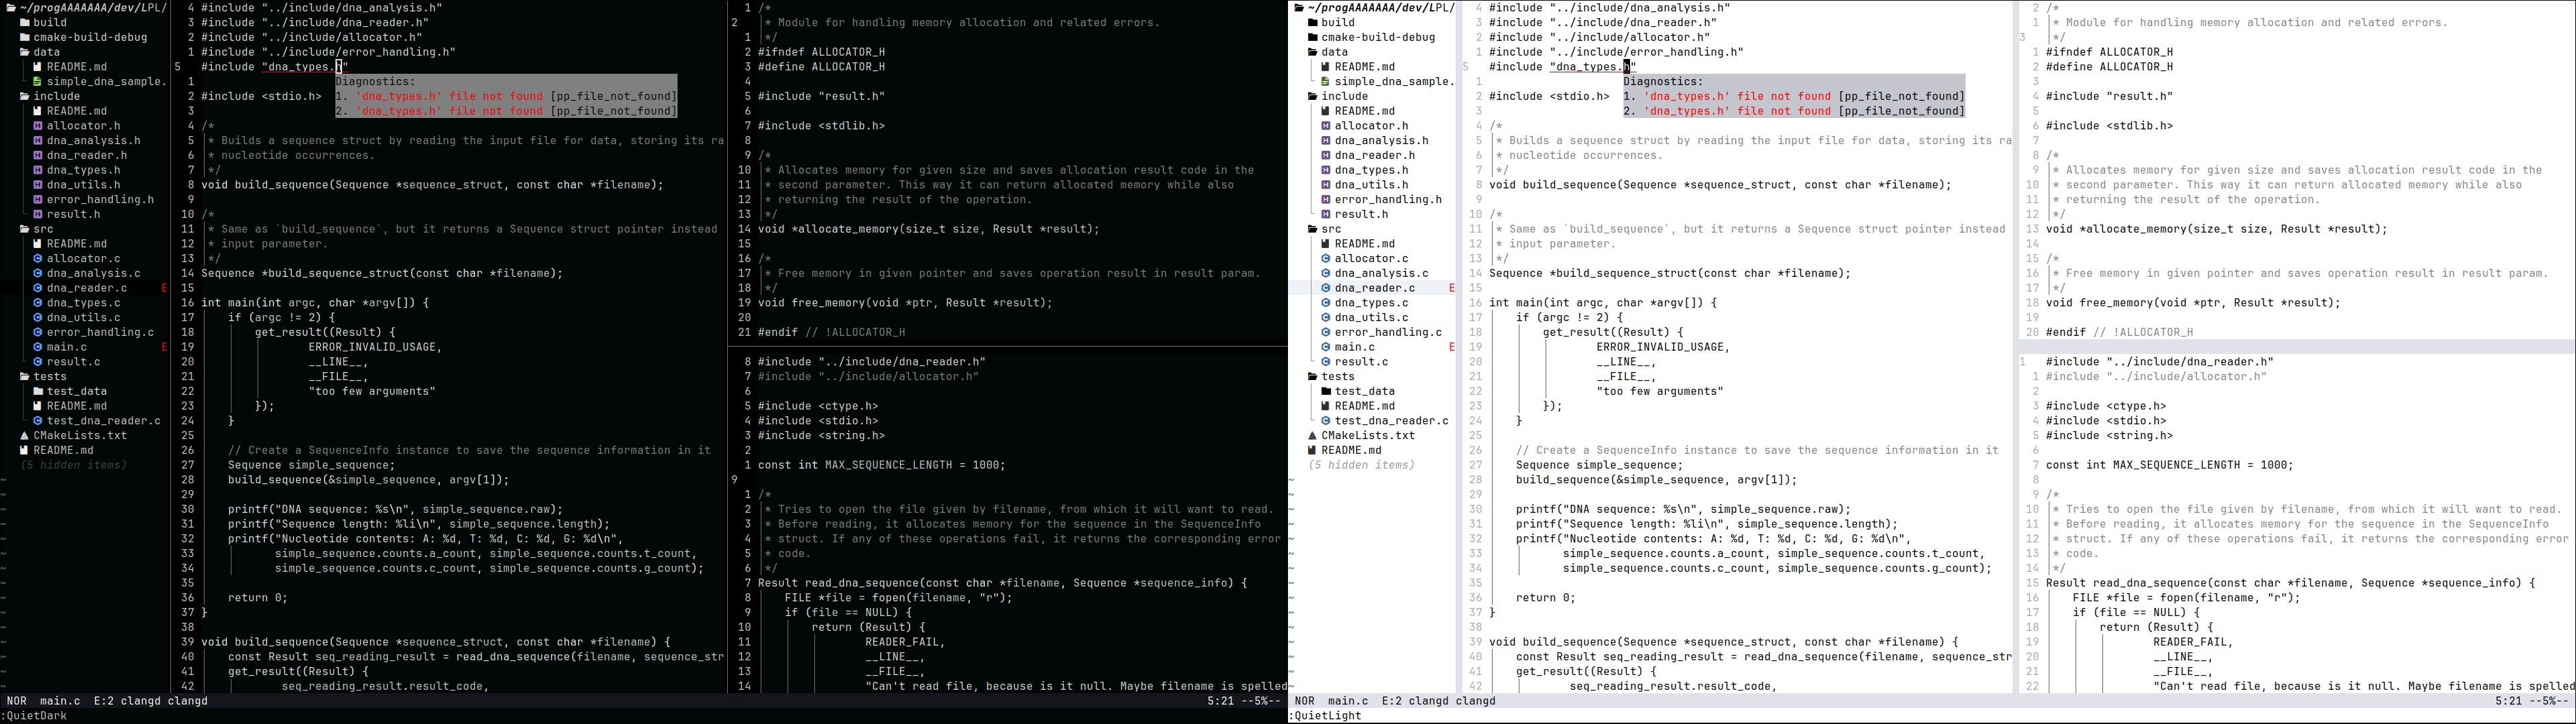 ~/progAAAAAAA/dev/LPL/
build
cmake-build-debug
data
README.md
simple_dna_sample.
include
README.md
allocator.h
dna_analysis.h
dna_reader.h
dna_types.h
dna_utils.h
error_handling.h
result.h
src
README.md
allocator.c
dna_analysis.c
dna_reader.c E
dna_types.c
dna_utils.c
error_handling.c
main.c E
result.c
tests
test_data
README.md
test_dna_reader.c
CMakeLists.txt
README.md
(5 hidden items)
4 #include "../include/dna_analysis.h"
3 #include "../include/dna_reader.h"
2 #include "../include/allocator.h"
1 #include "../include/error_handling.h"
5 #include "dna_types.h"
1 Diagnostics:
2 #include <stdio.h> 1. 'dna_types.h' file not found [pp_file_not_found]
3 2. 'dna_types.h' file not found [pp_file_not_found]
4 /*
5 * Builds a sequence struct by reading the input file for data, storing its ra
6 * nucleotide occurrences.
7 */
8 void build_sequence(Sequence *sequence_struct, const char *filename);
9
10 /*
11 * Same as `build_sequence`, but it returns a Sequence struct pointer instead
12 * input parameter.
13 */
14 Sequence *build_sequence_struct(const char *filename);
15
16 int main(int argc, char *argv[]) {
17 if (argc != 2) {
18 get_result((Result) {
19 ERROR_INVALID_USAGE,
20 __LINE__,
21 __FILE__,
22 "too few arguments"
23 });
24 }
25
26 // Create a SequenceInfo instance to save the sequence information in it
27 Sequence simple_sequence;
28 build_sequence(&simple_sequence, argv[1]);
29
30 printf("DNA sequence: %s\n", simple_sequence.raw);
31 printf("Sequence length: %li\n", simple_sequence.length);
32 printf("Nucleotide contents: A: %d, T: %d, C: %d, G: %d\n",
33 simple_sequence.counts.a_count, simple_sequence.counts.t_count,
34 simple_sequence.counts.c_count, simple_sequence.counts.g_count);
35
36 return 0;
37 }
38
39 void build_sequence(Sequence *sequence_struct, const char *filename) {
40 const Result seq_reading_result = read_dna_sequence(filename, sequence_str
41 get_result((Result) {
42 seq_reading_result.result_code,
1 /*
2 * Module for handling memory allocation and related errors.
1 */
2 #ifndef ALLOCATOR_H
3 #define ALLOCATOR_H
4
5 #include "result.h"
6
7 #include <stdlib.h>
8
9 /*
10 * Allocates memory for given size and saves allocation result code in the
11 * second parameter. This way it can return allocated memory while also
12 * returning the result of the operation.
13 */
14 void *allocate_memory(size_t size, Result *result);
15
16 /*
17 * Free memory in given pointer and saves operation result in result param.
18 */
19 void free_memory(void *ptr, Result *result);
20
21 #endif // !ALLOCATOR_H
8 #include "../include/dna_reader.h"
7 #include "../include/allocator.h"
6
5 #include <ctype.h>
4 #include <stdio.h>
3 #include <string.h>
2
1 const int MAX_SEQUENCE_LENGTH = 1000;
9
1 /*
2 * Tries to open the file given by filename, from which it will want to read.
3 * Before reading, it allocates memory for the sequence in the SequenceInfo
4 * struct. If any of these operations fail, it returns the corresponding error
5 * code.
6 */
7 Result read_dna_sequence(const char *filename, Sequence *sequence_info) {
8 FILE *file = fopen(filename, "r");
9 if (file == NULL) {
10 return (Result) {
11 READER_FAIL,
12 __LINE__,
13 __FILE__,
14 "Can't read file, because is it null. Maybe filename is spelled
NOR main.c E:2 clangd clangd 5:21 --5%--
:QuietDark
~/progAAAAAAA/dev/LPL/
build
cmake-build-debug
data
README.md
simple_dna_sample.
include
README.md
allocator.h
dna_analysis.h
dna_reader.h
dna_types.h
dna_utils.h
error_handling.h
result.h
src
README.md
allocator.c
dna_analysis.c
dna_reader.c E
dna_types.c
dna_utils.c
error_handling.c
main.c E
result.c
tests
test_data
README.md
test_dna_reader.c
CMakeLists.txt
README.md
(5 hidden items)
4 #include "../include/dna_analysis.h"
3 #include "../include/dna_reader.h"
2 #include "../include/allocator.h"
1 #include "../include/error_handling.h"
5 #include "dna_types.h"
1 Diagnostics:
2 #include <stdio.h> 1. 'dna_types.h' file not found [pp_file_not_found]
3 2. 'dna_types.h' file not found [pp_file_not_found]
4 /*
5 * Builds a sequence struct by reading the input file for data, storing its ra
6 * nucleotide occurrences.
7 */
8 void build_sequence(Sequence *sequence_struct, const char *filename);
9
10 /*
11 * Same as `build_sequence`, but it returns a Sequence struct pointer instead
12 * input parameter.
13 */
14 Sequence *build_sequence_struct(const char *filename);
15
16 int main(int argc, char *argv[]) {
17 if (argc != 2) {
18 get_result((Result) {
19 ERROR_INVALID_USAGE,
20 __LINE__,
21 __FILE__,
22 "too few arguments"
23 });
24 }
25
26 // Create a SequenceInfo instance to save the sequence information in it
27 Sequence simple_sequence;
28 build_sequence(&simple_sequence, argv[1]);
29
30 printf("DNA sequence: %s\n", simple_sequence.raw);
31 printf("Sequence length: %li\n", simple_sequence.length);
32 printf("Nucleotide contents: A: %d, T: %d, C: %d, G: %d\n",
33 simple_sequence.counts.a_count, simple_sequence.counts.t_count,
34 simple_sequence.counts.c_count, simple_sequence.counts.g_count);
35
36 return 0;
37 }
38
39 void build_sequence(Sequence *sequence_struct, const char *filename) {
40 const Result seq_reading_result = read_dna_sequence(filename, sequence_str
41 get_result((Result) {
42 seq_reading_result.result_code,
2 /*
1 * Module for handling memory allocation and related errors.
3 */
1 #ifndef ALLOCATOR_H
2 #define ALLOCATOR_H
3
4 #include "result.h"
5
6 #include <stdlib.h>
7
8 /*
9 * Allocates memory for given size and saves allocation result code in the
10 * second parameter. This way it can return allocated memory while also
11 * returning the result of the operation.
12 */
13 void *allocate_memory(size_t size, Result *result);
14
15 /*
16 * Free memory in given pointer and saves operation result in result param.
17 */
18 void free_memory(void *ptr, Result *result);
19
20 #endif // !ALLOCATOR_H
1 #include "../include/dna_reader.h"
1 #include "../include/allocator.h"
2
3 #include <ctype.h>
4 #include <stdio.h>
5 #include <string.h>
6
7 const int MAX_SEQUENCE_LENGTH = 1000;
8
9 /*
10 * Tries to open the file given by filename, from which it will want to read.
11 * Before reading, it allocates memory for the sequence in the SequenceInfo
12 * struct. If any of these operations fail, it returns the corresponding error
13 * code.
14 */
15 Result read_dna_sequence(const char *filename, Sequence *sequence_info) {
16 FILE *file = fopen(filename, "r");
17 if (file == NULL) {
18 return (Result) {
19 READER_FAIL,
20 __LINE__,
21 __FILE__,
22 "Can't read file, because is it null. Maybe filename is spelled
NOR main.c E:2 clangd clangd 5:21 --5%--
:QuietLight